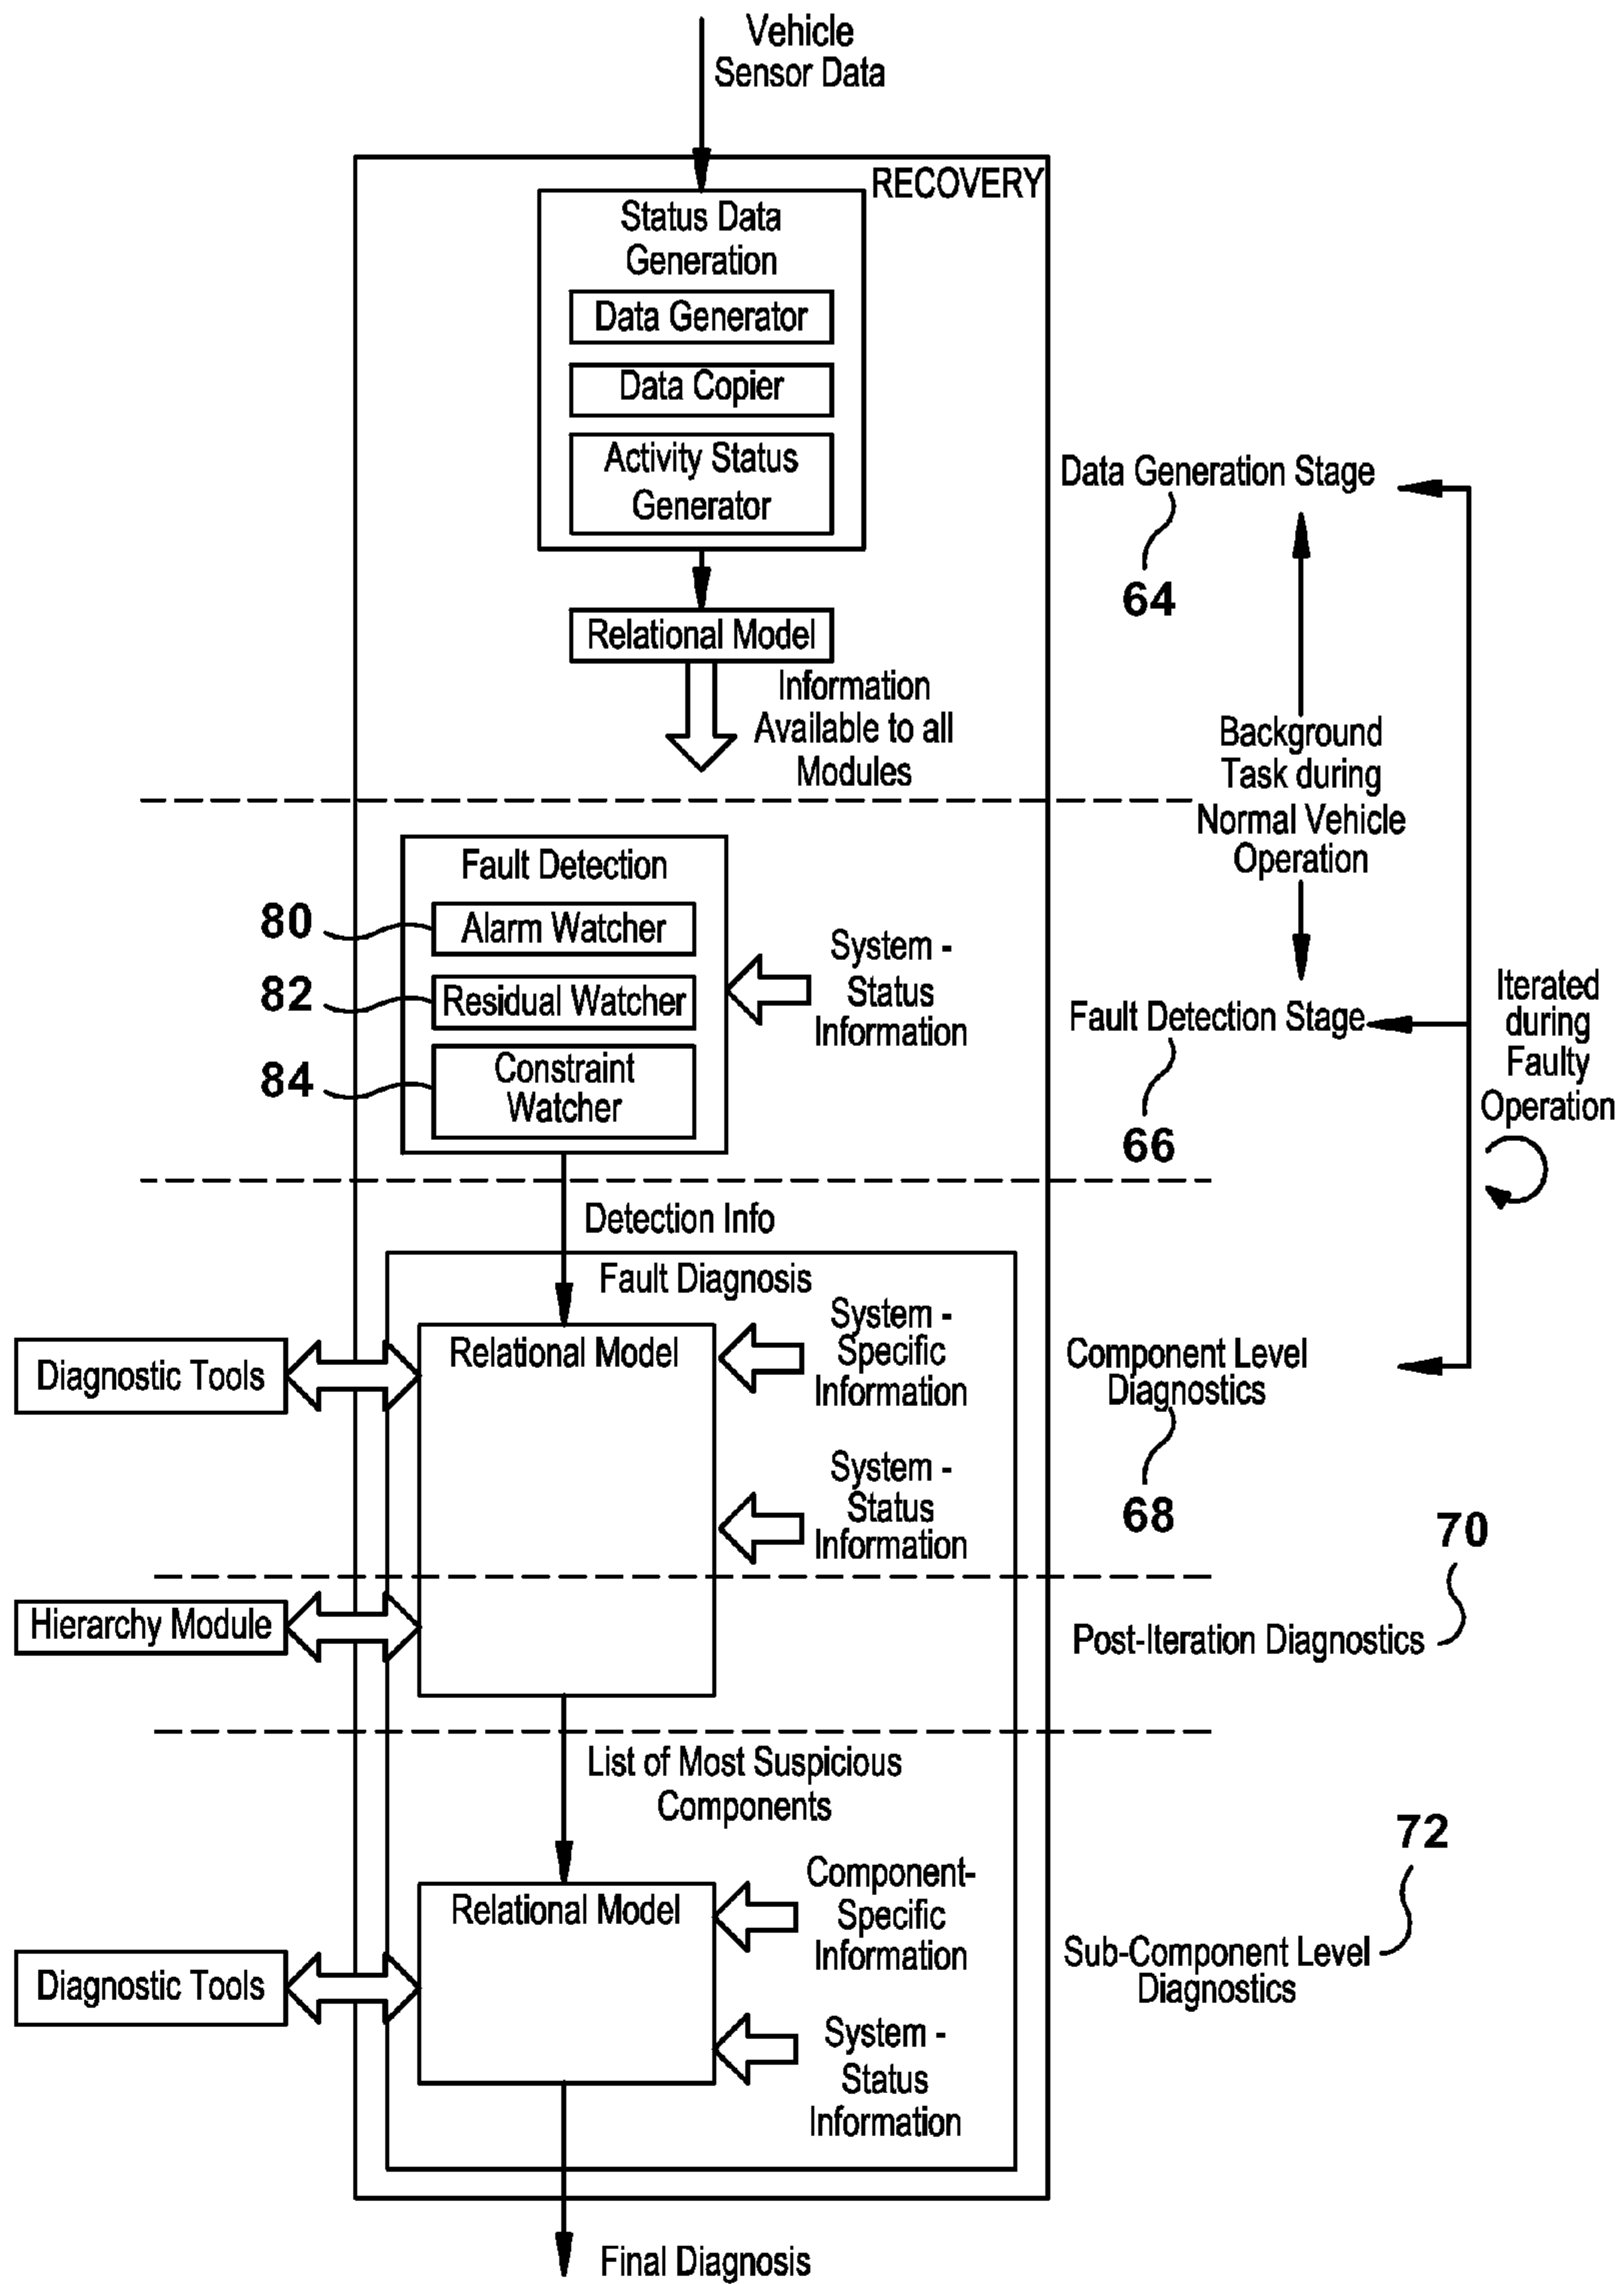 Vehicle
Sensor Data
RECOVERY
Status Data
Generation
Data Generator
Data Copier
Activity Status
Generator
Data Generation Stage
64
Relational Model
Information
Available to all
Modules
Background
Task during
Normal Vehicle
Operation
Fault Detection
80
Alarm Watcher
82
Residual Watcher
84
Constraint
Watcher
System -
Status
Information
Fault Detection Stage
66
Iterated
during
Faulty
Operation
Detection Info
Fault Diagnosis
Diagnostic Tools
Relational Model
System -
Specific
Information
System -
Status
Information
Component Level
Diagnostics
68
70
Hierarchy Module
Post-Iteration Diagnostics
List of Most Suspicious
Components
72
Relational Model
Diagnostic Tools
Component-
Specific
Information
System -
Status
Information
Sub-Component Level
Diagnostics
Final Diagnosis